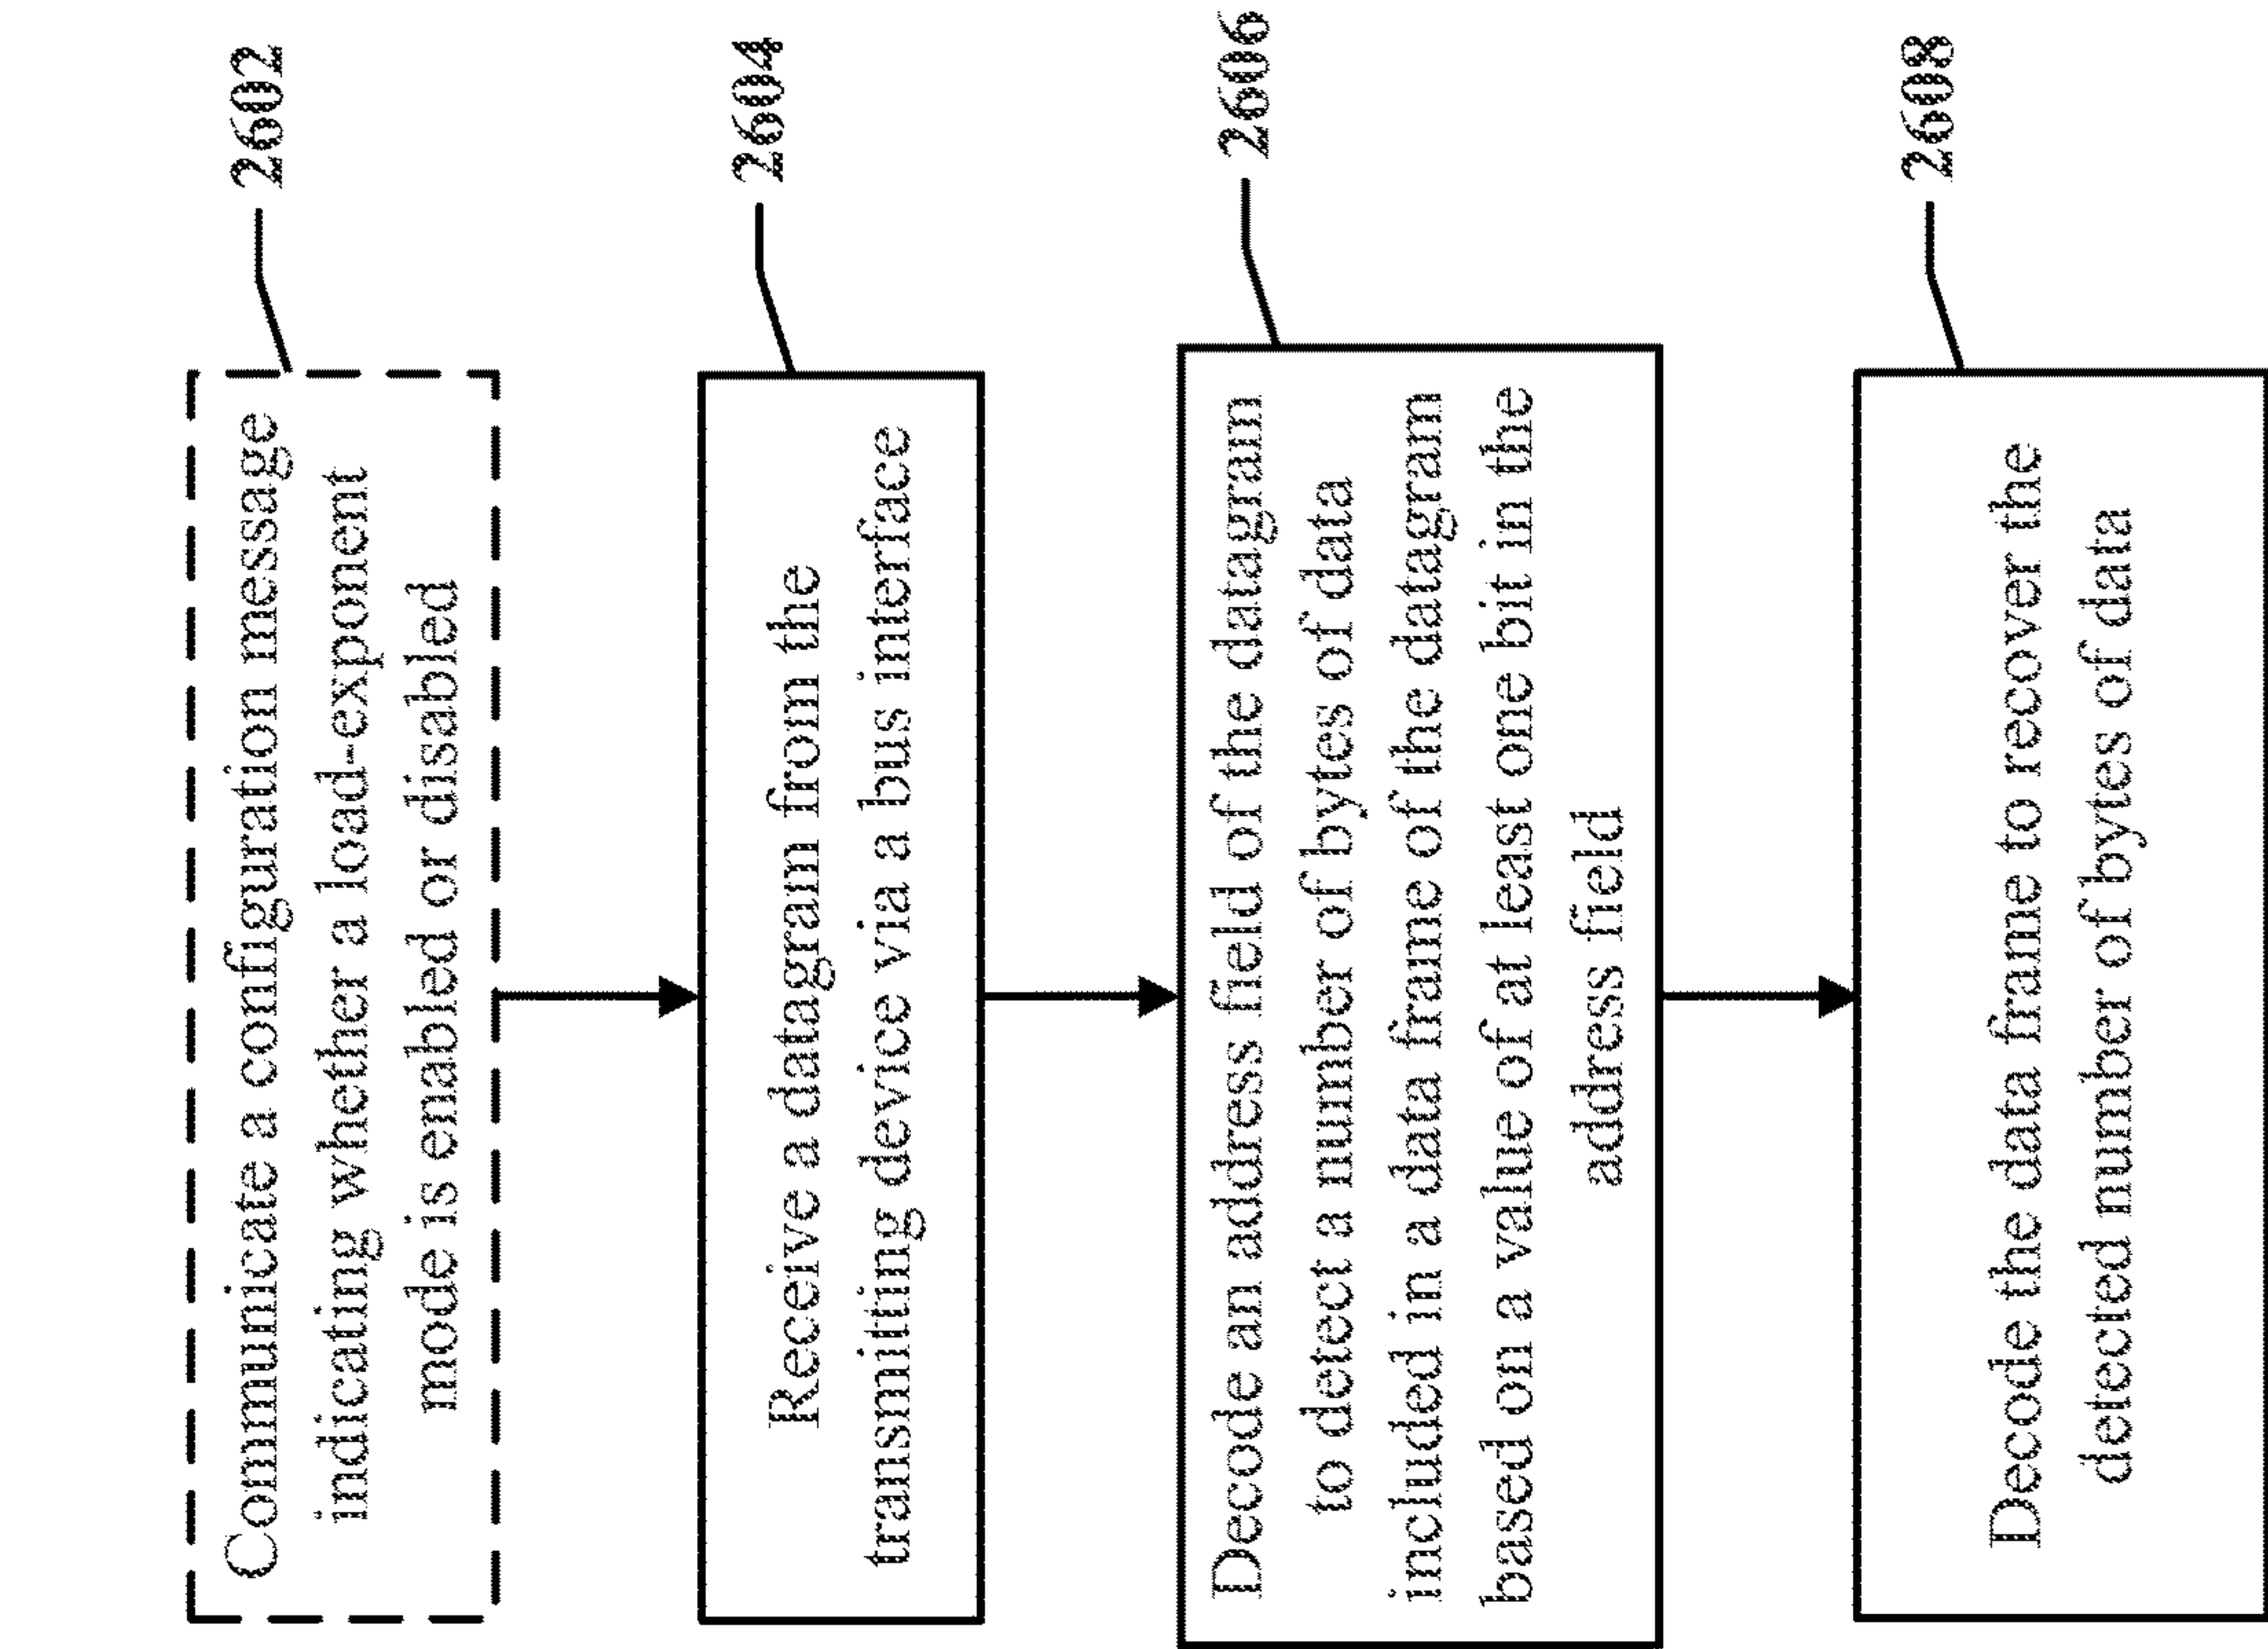 Communicate a configuration message
indicating whether a load-exponent
mode is enabled or disabled
2602
Receive a datagram from the
transmitting device via a bus interface
2604
Decode an address field of the datagram
to detect a number of bytes of data
included in a data frame of the datagram
based on a value of at least one bit in the
address field
2606
Decode the data frame to recover the
detected number of bytes of data
2608